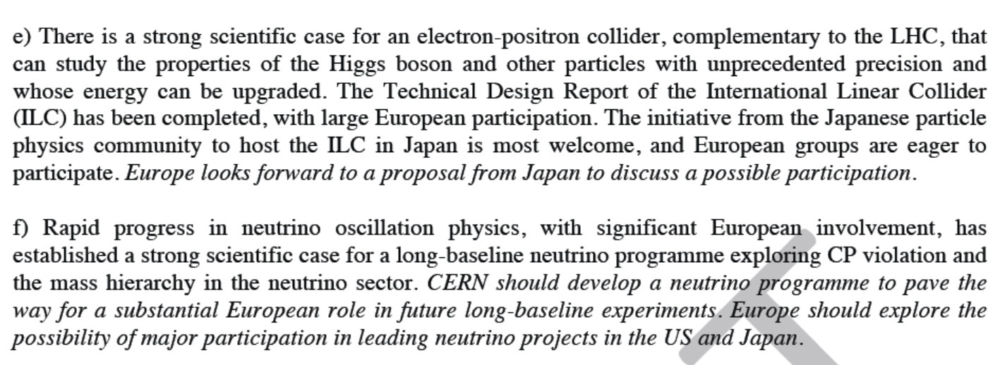 e) There is a strong scientific case for an electron-positron collider, complementary to the LHC, that
can study the properties of the Higgs boson and other particles with unprecedented precision and
whose energy can be upgraded. The Technical Design Report of the International Linear Collider
(ILC) has been completed, with large European participation. The initiative from the Japanese particle
physics community to host the ILC in Japan is most welcome, and European groups are eager to
participate. Europe looks forward to a proposal from Japan to discuss a possible participation.
f) Rapid progress in neutrino oscillation physics, with significant European involvement, has
established a strong scientific case for a long-baseline neutrino programme exploring CP violation and
the mass hierarchy in the neutrino sector. CERN should develop a neutrino programme to pave the
way for a substantial European role in future long-baseline experiments. Europe should explore the
possibility of major participation in leading neutrino projects in the US and Japan.